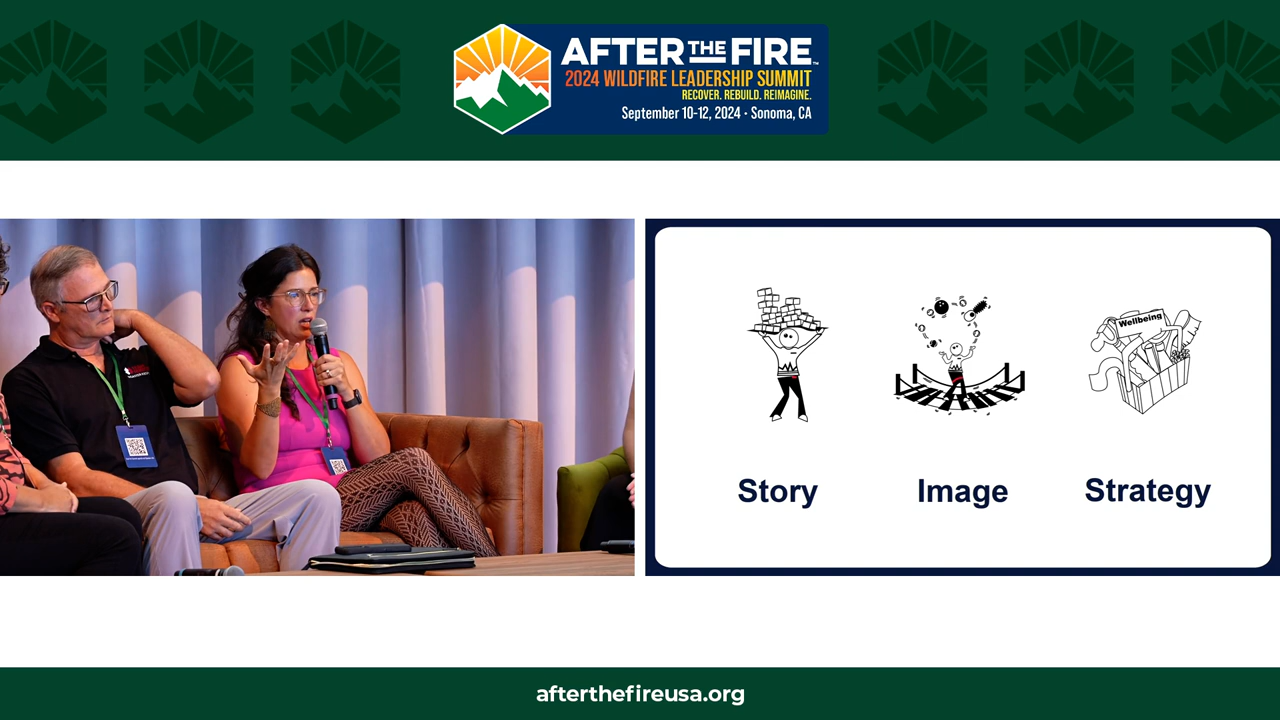 AFTER THE FIRE™
2024 WILDFIRE LEADERSHIP SUMMIT
RECOVER. REBUILD. REIMAGINE.
September 10-12, 2024 · Sonoma, CA
Wellbeing
Story
Image
Strategy
afterthefireusa.org